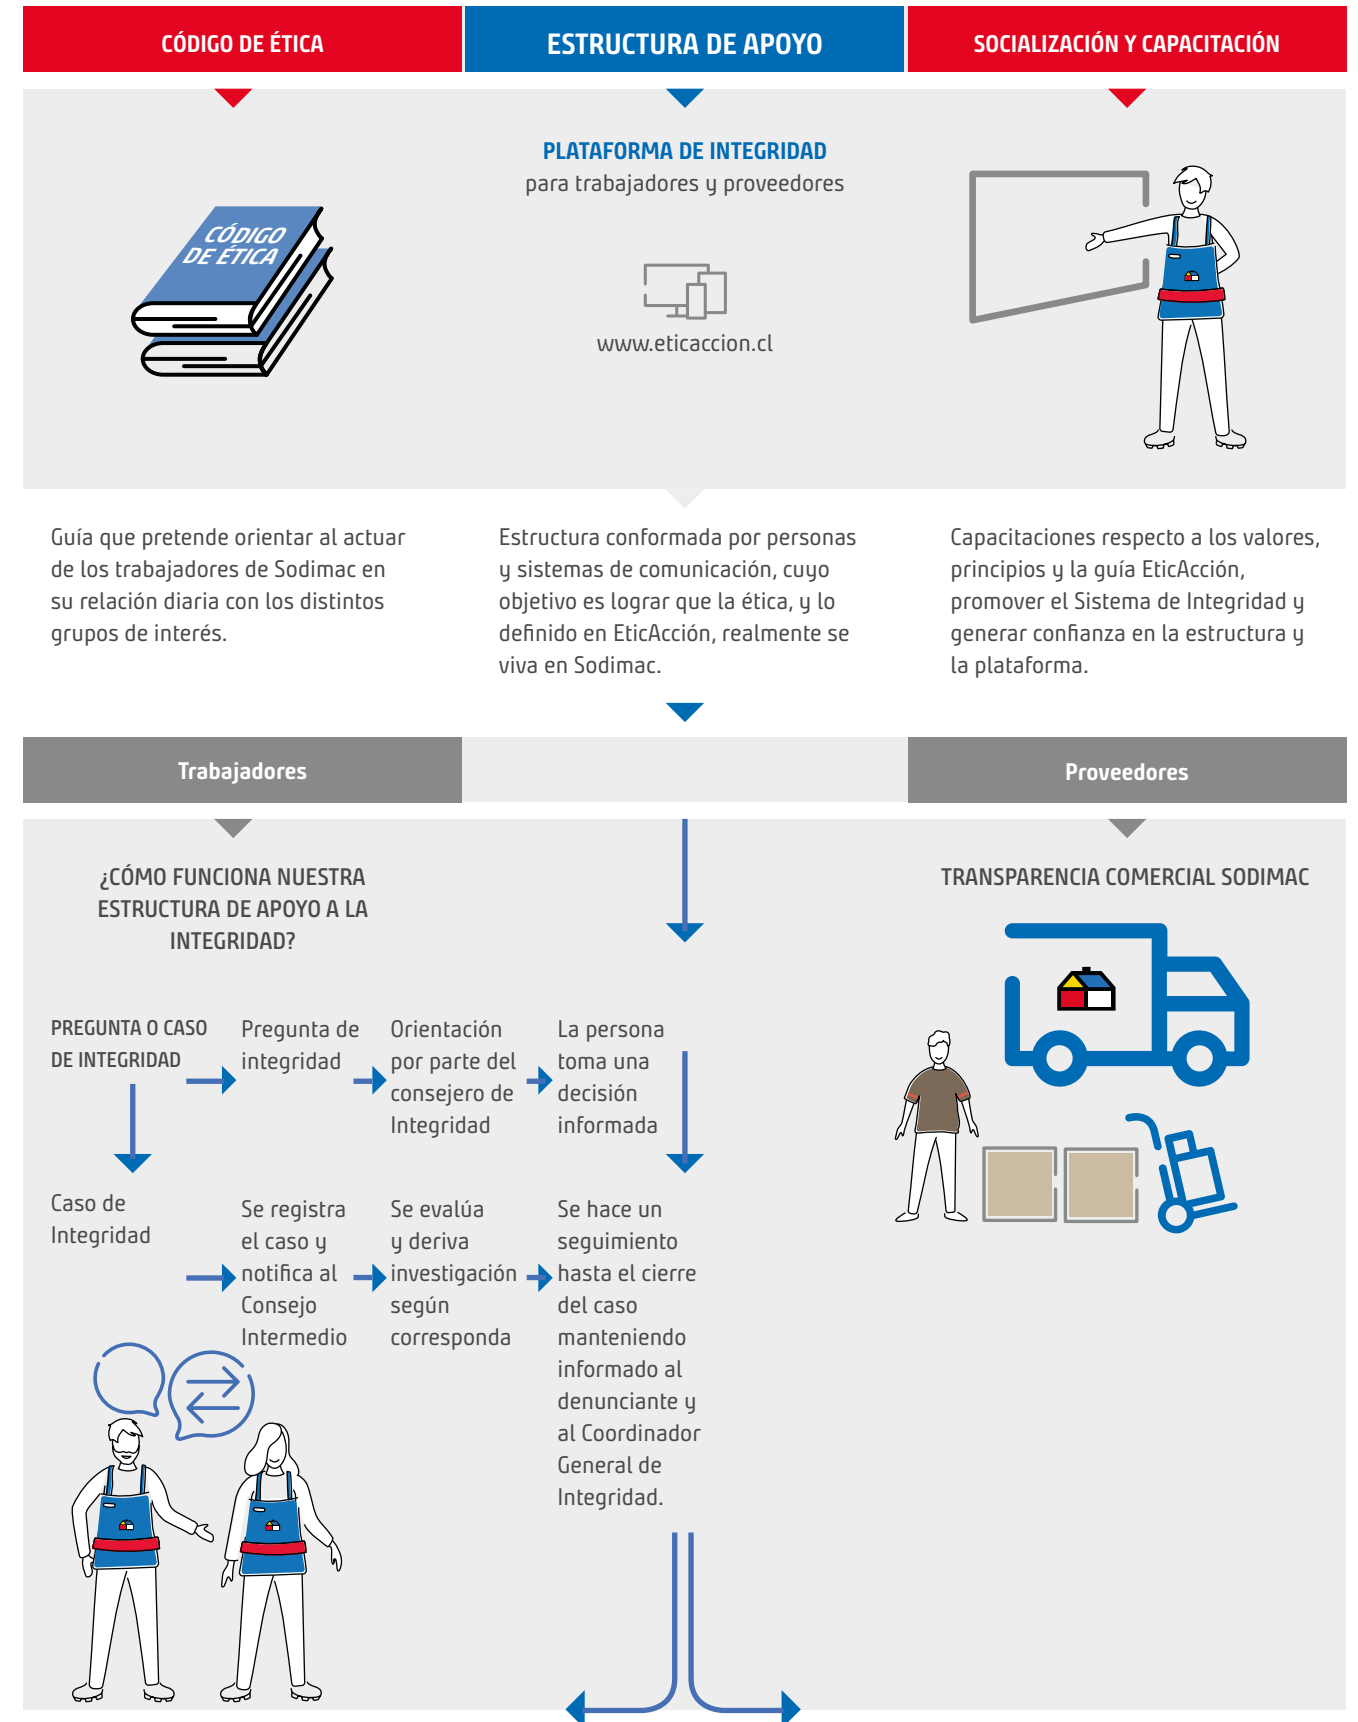 CÓDIGO DE ÉTICA
ESTRUCTURA DE APOYO
SOCIALIZACIÓN Y CAPACITACIÓN
CÓDIGO
DE ÉTICA
PLATAFORMA DE INTEGRIDAD
para trabajadores y proveedores
www.eticaccion.cl
Guía que pretende orientar al actuar
de los trabajadores de Sodimac en
su relación diaria con los distintos
grupos de interés.
Estructura conformada por personas
y sistemas de comunicación, cuyo
objetivo es lograr que la ética, y lo
definido en EticAcción, realmente se
viva en Sodimac.
Capacitaciones respecto a los valores,
principios y la guía EticAcción,
promover el Sistema de Integridad y
generar confianza en la estructura y
la plataforma.
Trabajadores
Proveedores
¿CÓMO FUNCIONA NUESTRA
ESTRUCTURA DE APOYO A LA
INTEGRIDAD?
TRANSPARENCIA COMERCIAL SODIMAC
PREGUNTA O CASO
DE INTEGRIDAD
Pregunta de
integridad
Orientación
por parte del
consejero de
Integridad
La persona
toma una
decisión
informada
Caso de
Integridad
Se registra
el caso y
notifica al
Consejo
Intermedio
Se evalúa
y deriva
investigación
según
corresponda
Se hace un
seguimiento
hasta el cierre
del caso
manteniendo
informado al
denunciante y
al Coordinador
General de
Integridad.